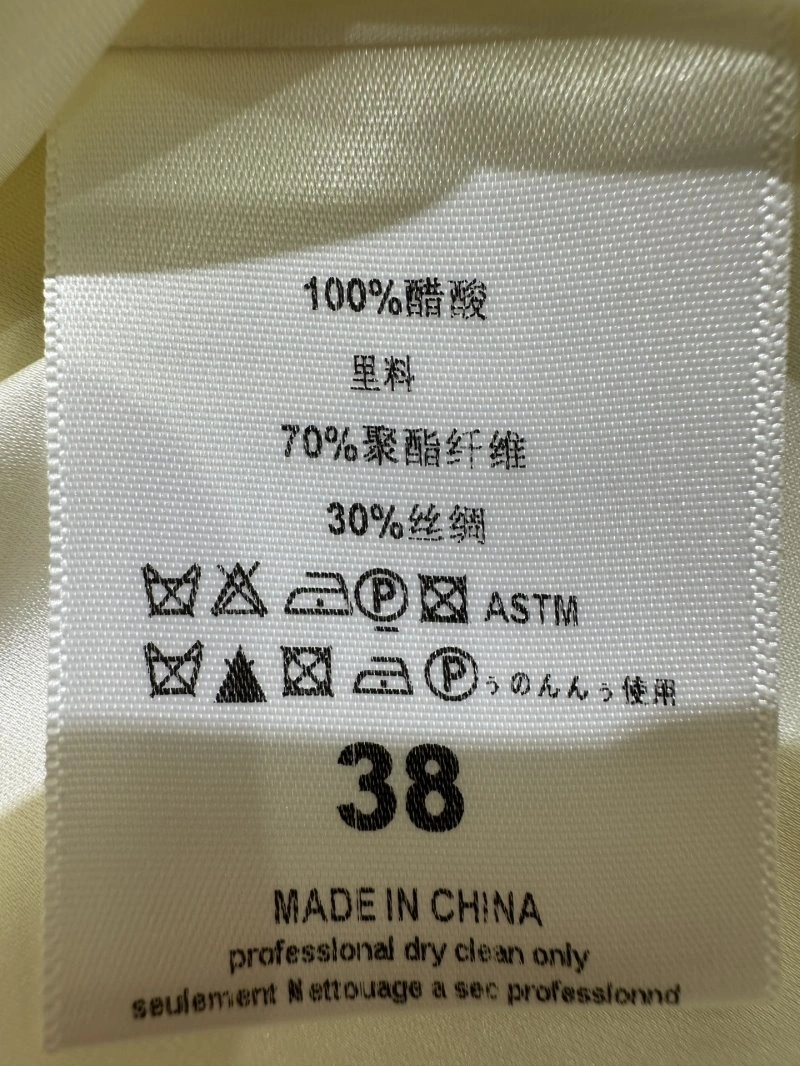 100%醋酸
里料
70%聚酯纤维
30%丝绸
P ASTM
P ぅのんんぅ使用
38
MADE IN CHINA
professional dry clean only
seulement Nettouage a sec professionnd